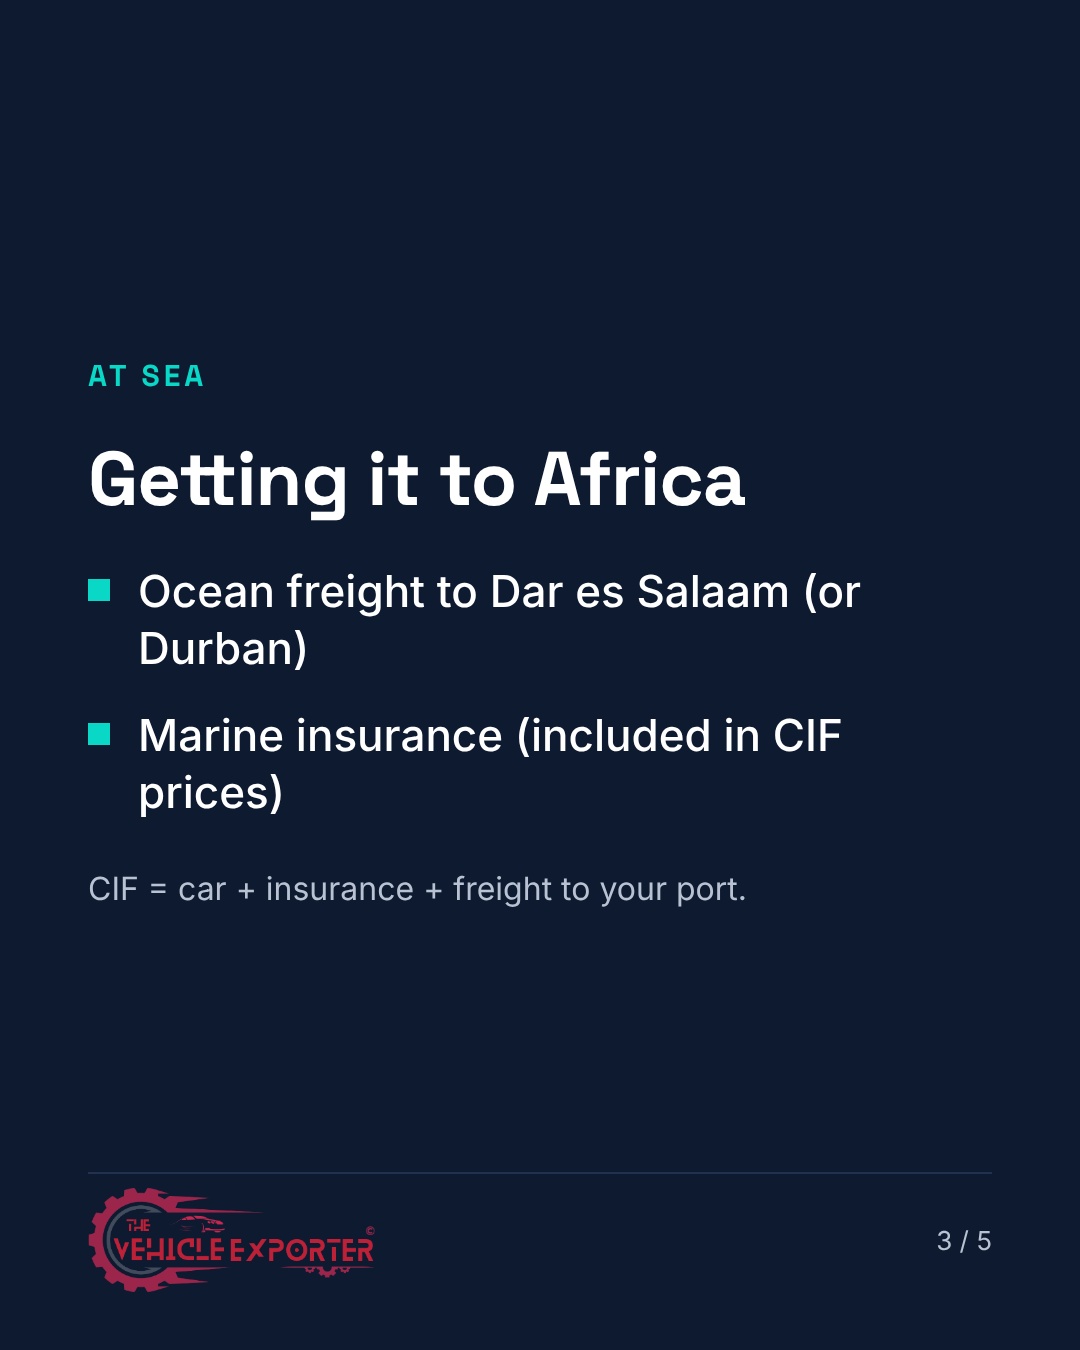 AT SEA
Getting it to Africa
Ocean freight to Dar es Salaam (or
Durban)
Marine insurance (included in CIF
prices)
CIF = car + insurance + freight to your port.
THE
VEHICLE EXPORTER
©
3 / 5